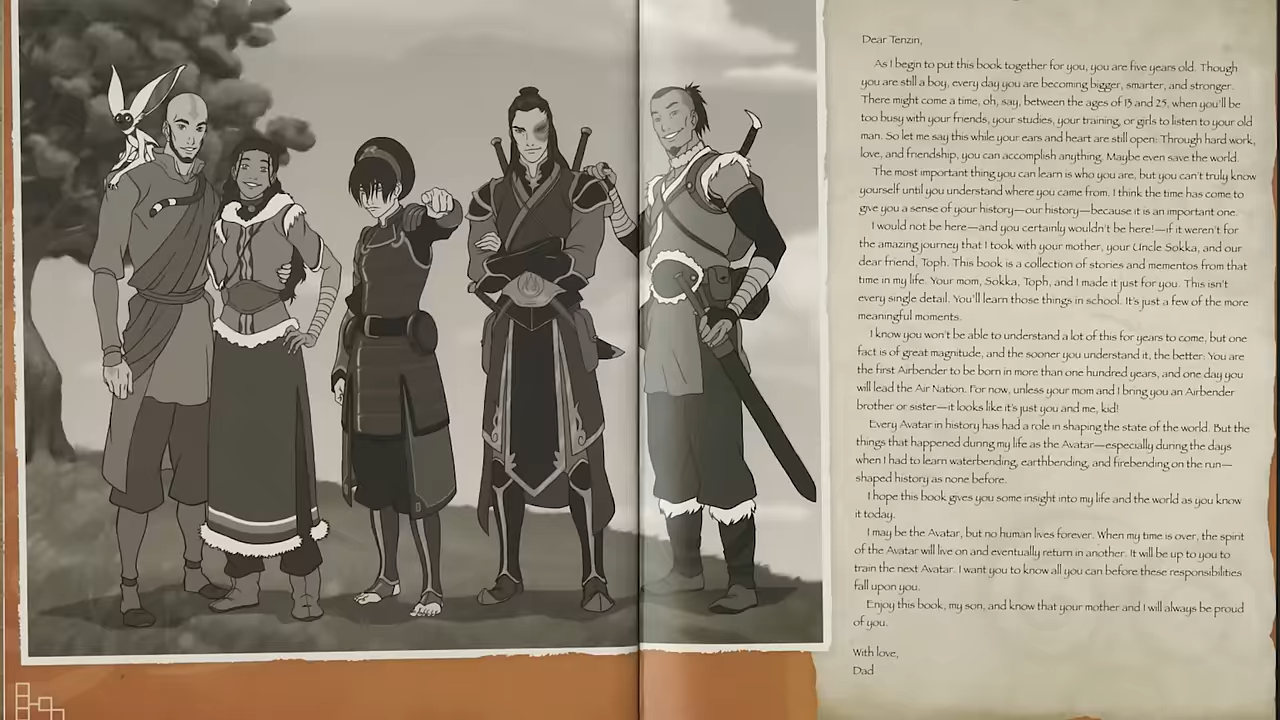 Dear Tenzin,
As I begin to put this book together for you, you are five years old. Though
you are still a boy, every day you are becoming bigger, smarter, and stronger.
There might come a time, oh, say, between the ages of 13 and 25, when you'll be
too busy with your friends, your studies, your training, or girls to listen to your old
man. So let me say this while your ears and heart are still open: Through hard work,
love, and friendship, you can accomplish anything. Maybe even save the world.
The most important thing you can learn is who you are, but you can't truly know
yourself until you understand where you came from. I think the time has come to
give you a sense of your history—our history—because it is an important one.
I would not be here—and you certainly wouldn't be here!—if it weren't for
the amazing journey that I took with your mother, your Uncle Sokka, and our
dear friend, Toph. This book is a collection of stories and mementos from that
time in my life. Your mom, Sokka, Toph, and I made it just for you. This isn't
every single detail. You'll learn those things in school. It's just a few of the more
meaningful moments.
I know you won't be able to understand a lot of this for years to come, but one
fact is of great magnitude, and the sooner you understand it, the better: You are
the first Airbender to be born in more than one hundred years, and one day you
will lead the Air Nation. For now, unless your mom and I bring you an Airbender
brother or sister—it looks like it's just you and me, kid!
Every Avatar in history has had a role in shaping the state of the world. But the
things that happened during my life as the Avatar—especially during the days
when I had to learn waterbending, earthbending, and firebending on the run—
shaped history as none before.
I hope this book gives you some insight into my life and the world as you know
it today.
I may be the Avatar, but no human lives forever. When my time is over, the spirit
of the Avatar will live on and eventually return in another. It will be up to you to
train the next Avatar. I want you to know all you can before these responsibilities
fall upon you.
Enjoy this book, my son, and know that your mother and I will always be proud
of you.
With love,
Dad